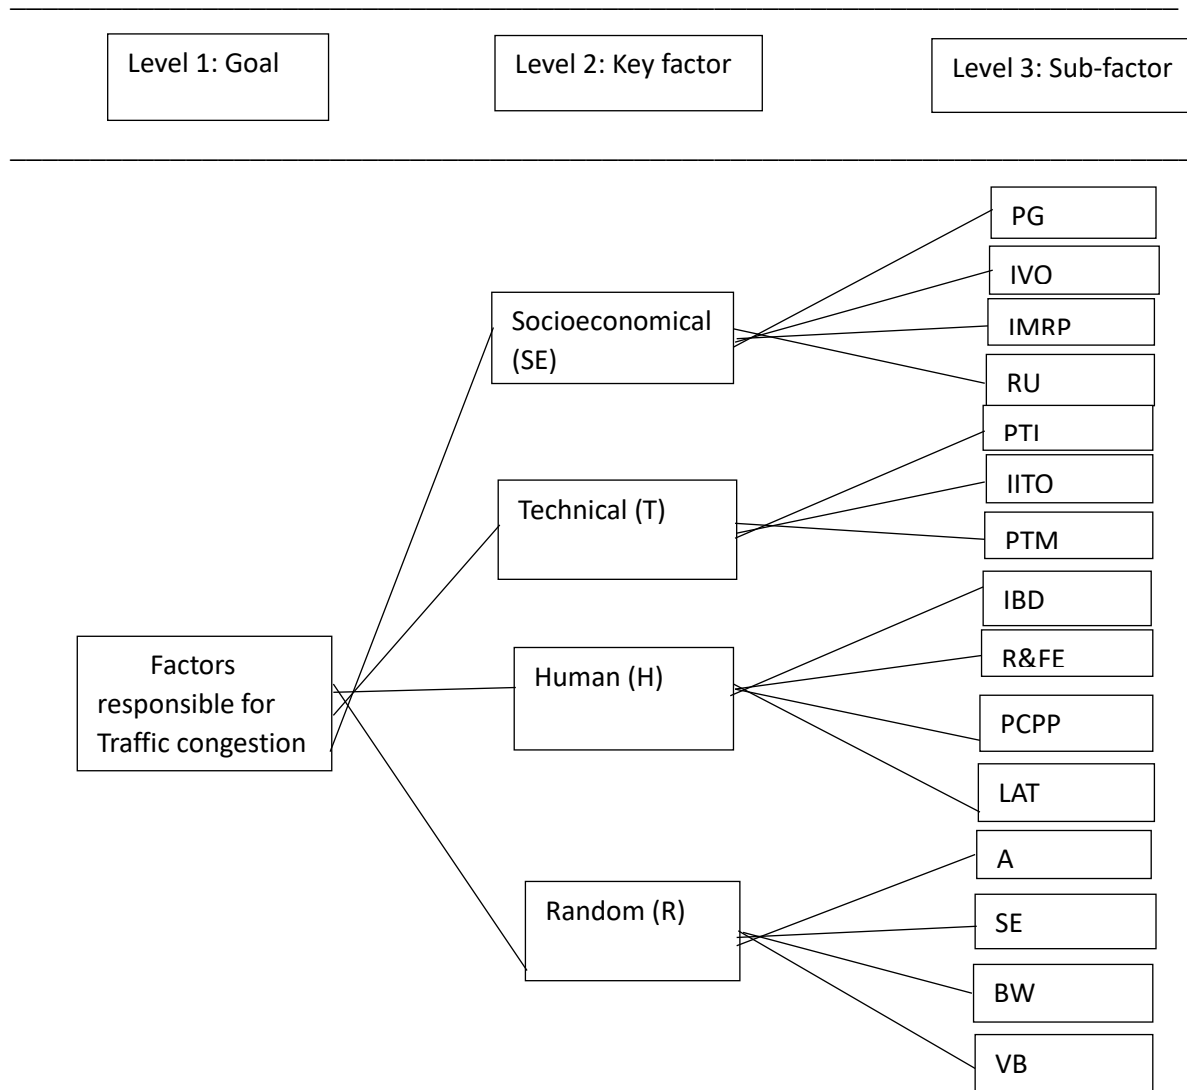 Level 1: Goal
Level 2: Key factor
Level 3: Sub-factor
PG
IVO
IMRP
RU
PTI
IITO
PTM
IBD
R&FE
PCPP
LAT
A
SE
BW
VB
Socioeconomical
(SE)
Technical (T)
Human (H)
Random (R)
Factors
responsible for
Traffic congestion